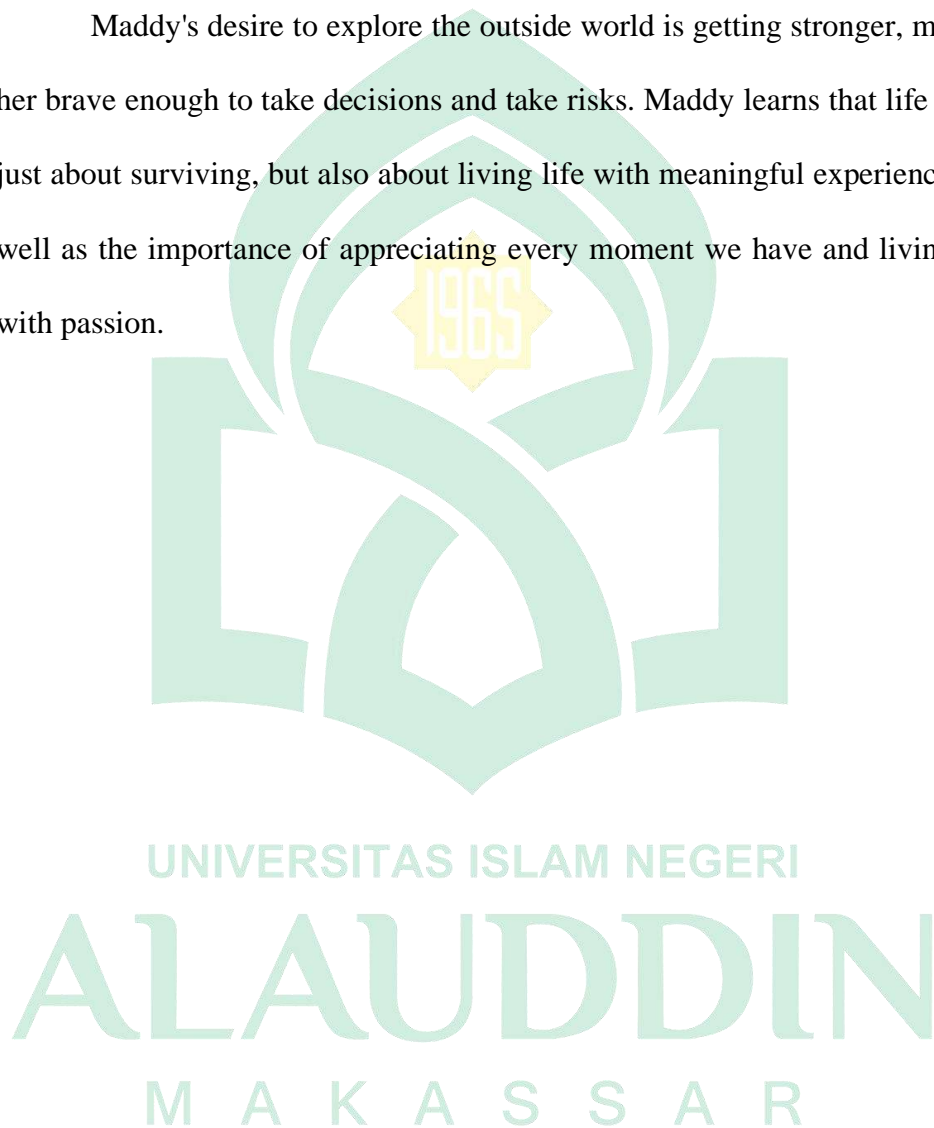 Maddy's desire to explore the outside world is getting stronger, m
her brave enough to take decisions and take risks. Maddy learns that life
just about surviving, but also about living life with meaningful experienc
well as the importance of appreciating every moment we have and livin
with passion.
1965
UNIVERSITAS ISLAM NEGERI
ALAUDDIN
MAKASSAR